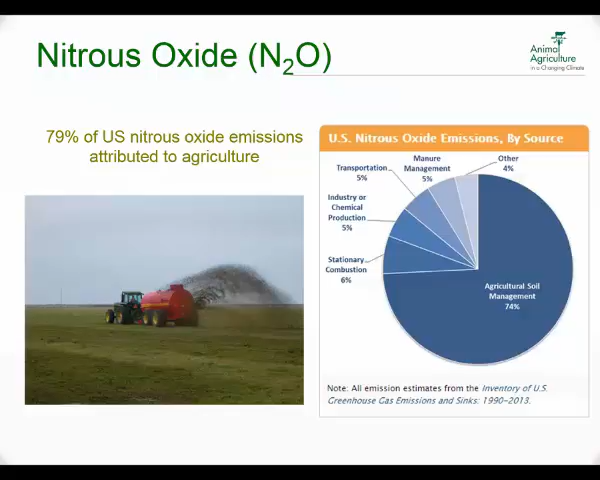 Nitrous Oxide (N₂O)
Animal
Agriculture
in a Changing Climate
79% of US nitrous oxide emissions
attributed to agriculture
U.S. Nitrous Oxide Emissions, By Source
Transportation
5%
Manure
Management
5%
Other
4%
Industry or
Chemical
Production
5%
Stationary
Combustion
6%
Agricultural Soil
Management
74%
Note: All emission estimates from the Inventory of U.S.
Greenhouse Gas Emissions and Sinks: 1990–2013.